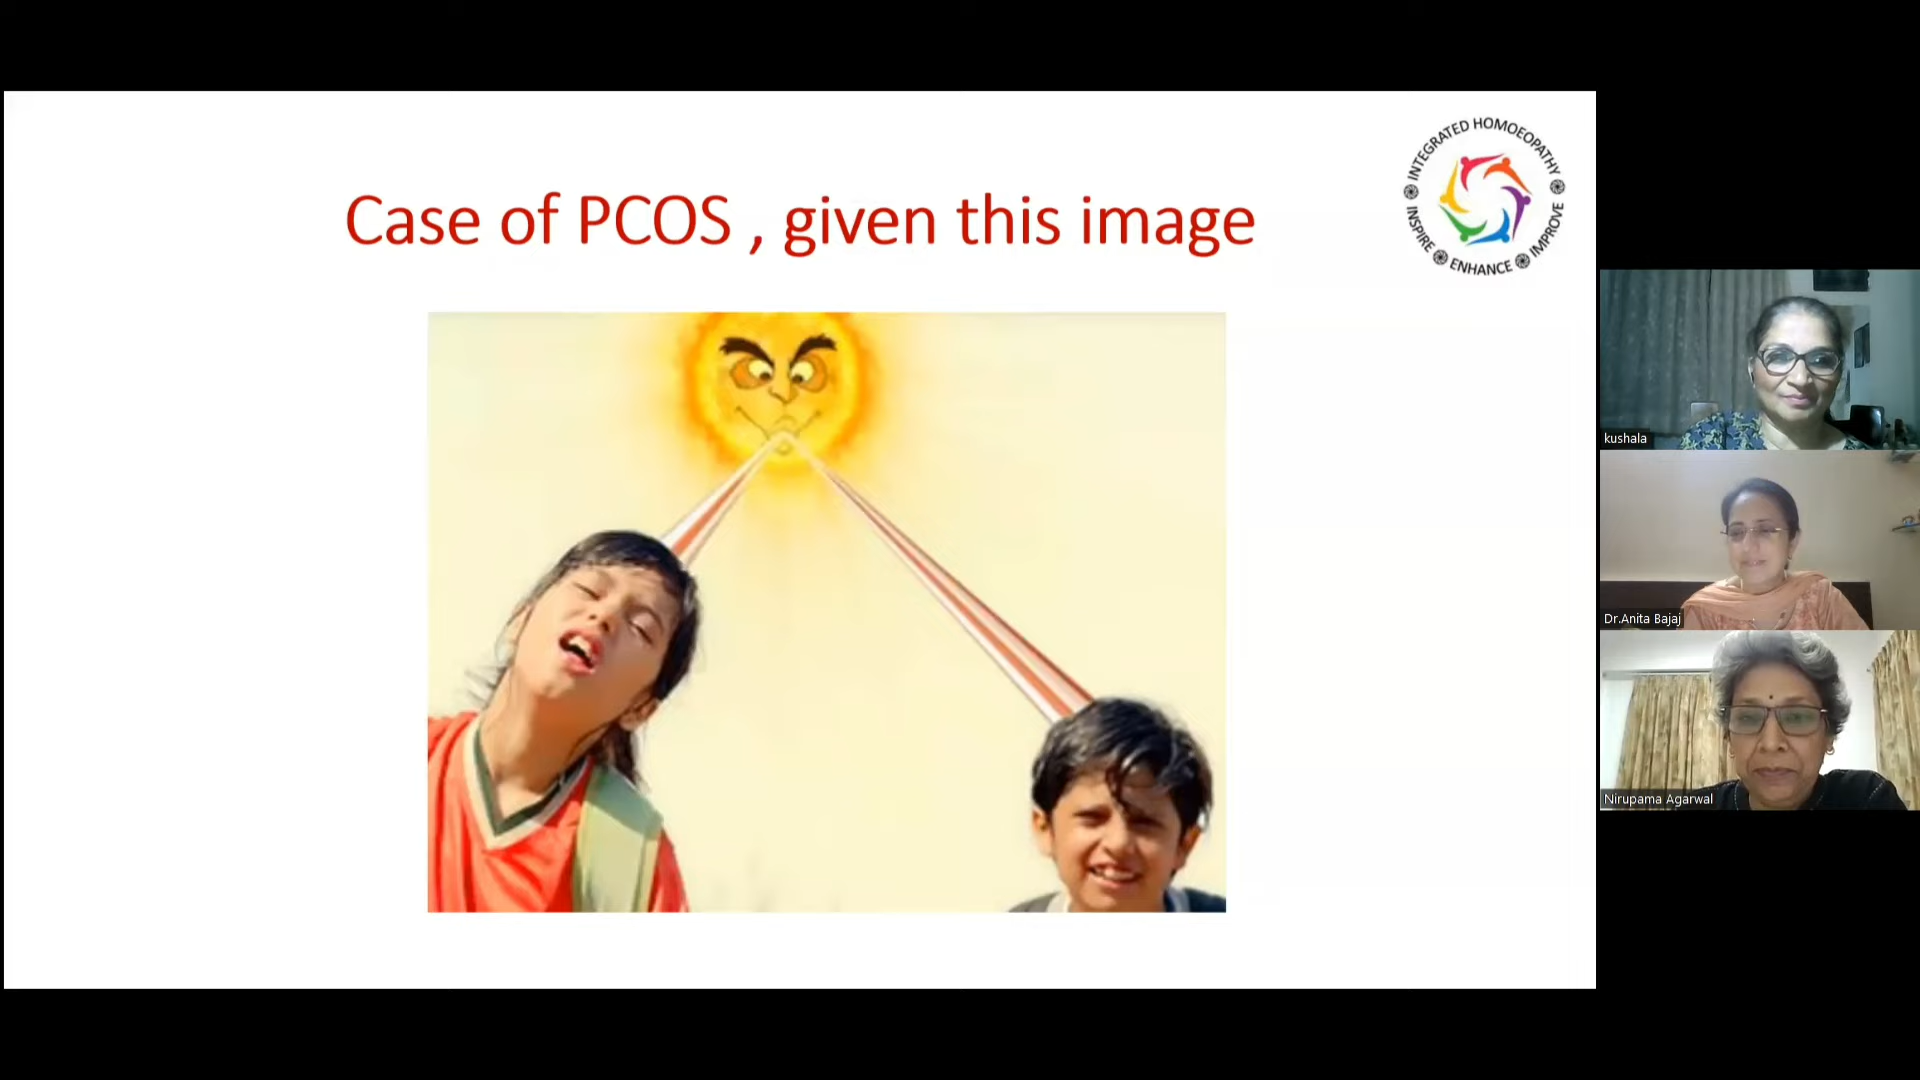 Case of PCOS , given this image
INTEGRATED HOMOEOPATHY
INSPIRE ENHANCE IMPROVE
kushala
Dr.Anita Bajaj
Nirupama Agarwal